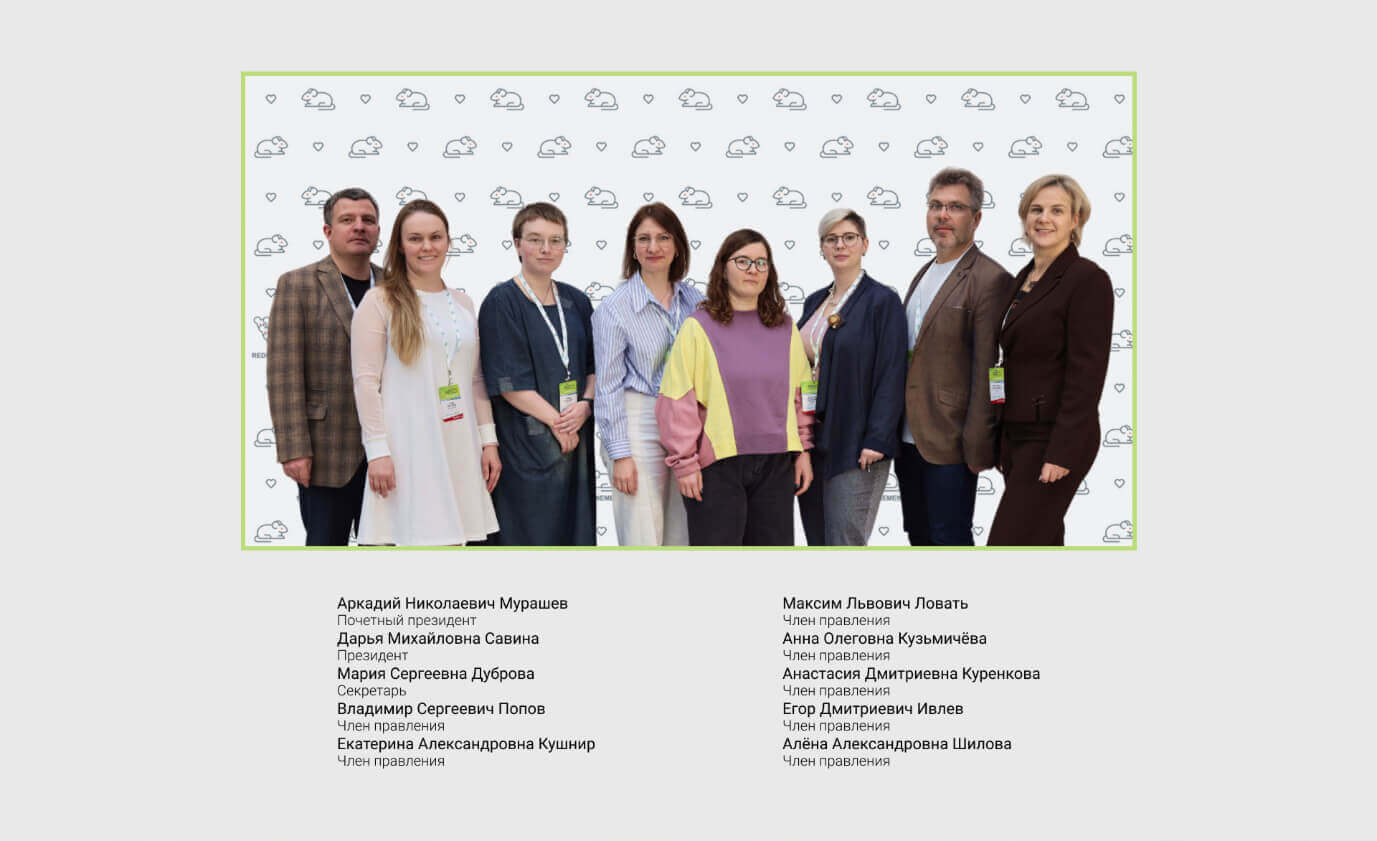 Аркадий Николаевич Мурашев
Почетный президент
Дарья Михайловна Савина
Президент
Мария Сергеевна Дуброва
Секретарь
Владимир Сергеевич Попов
Член правления
Екатерина Александровна Кушнир
Член правления
Максим Львович Ловать
Член правления
Анна Олеговна Кузьмичёва
Член правления
Анастасия Дмитриевна Куренкова
Член правления
Егор Дмитриевич Ивлев
Член правления
Алёна Александровна Шилова
Член правления